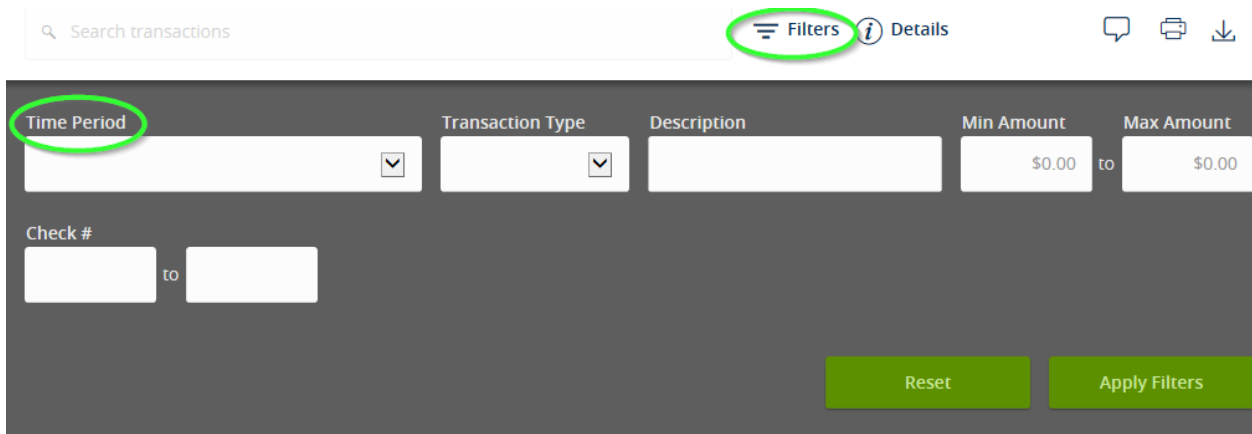 Search transactions Filters i Details
Time Period Transaction Type Description Min Amount Max Amount
$0.00 to $0.00
Check #
to
Reset Apply Filters